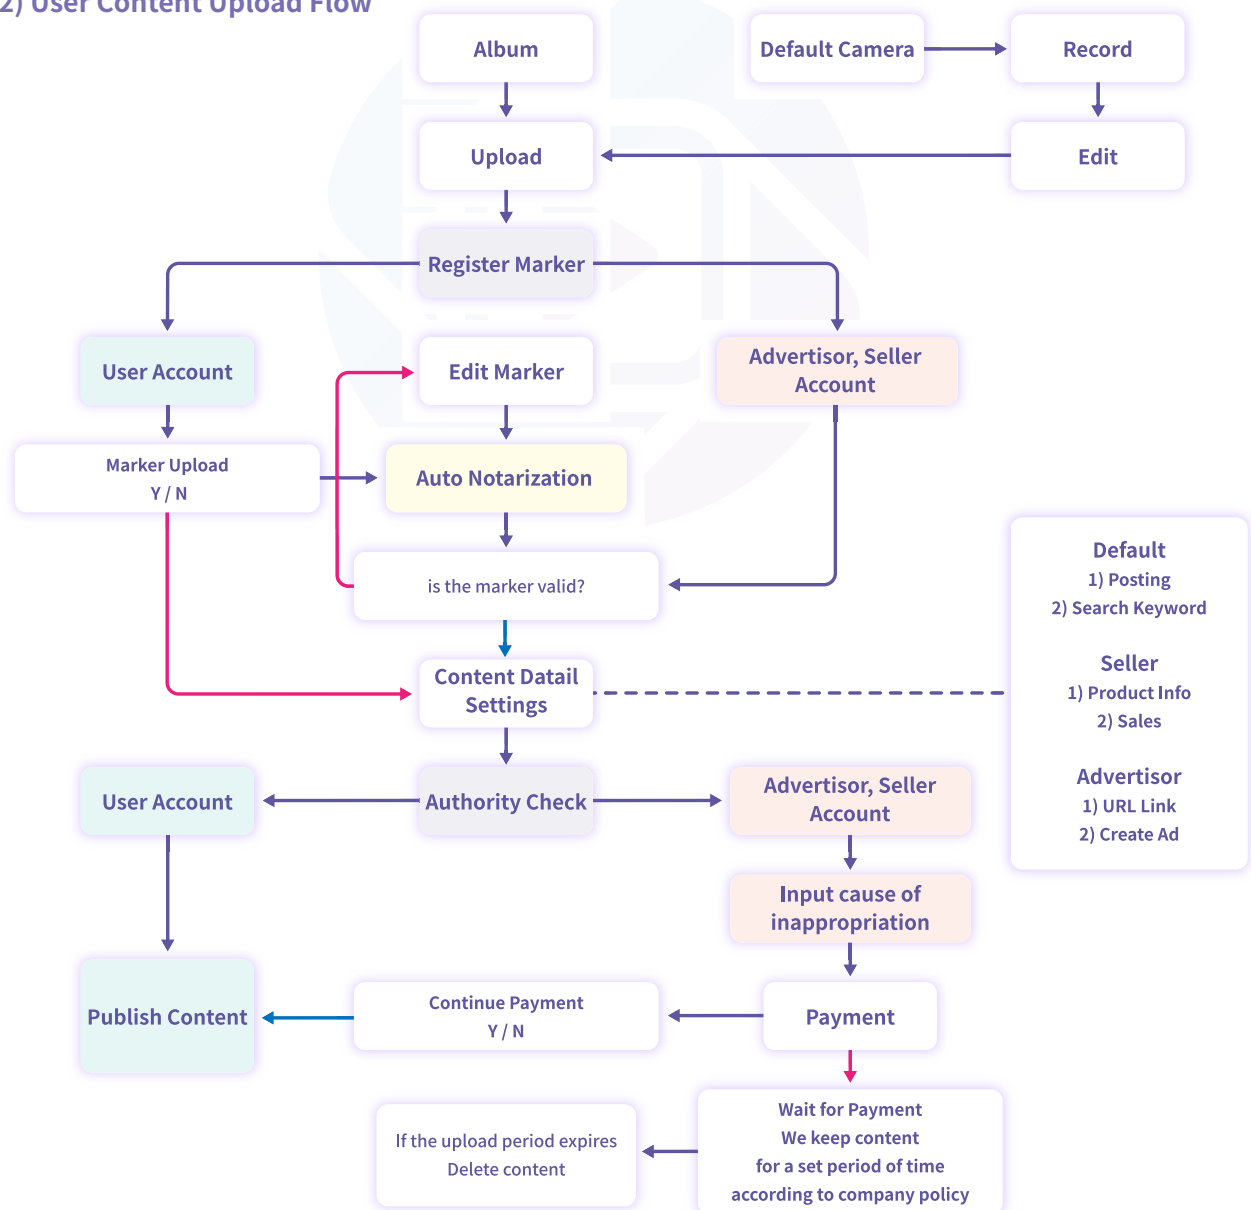 2) User Content Upload Flow
Album
Default Camera
Record
Upload
Edit
Register Marker
User Account
Edit Marker
Advertisor, Seller
Account
Marker Upload
Y / N
Auto Notarization
is the marker valid?
Default
1) Posting
2) Search Keyword
Seller
1) Product Info
2) Sales
Advertisor
1) URL Link
2) Create Ad
Content Datail
Settings
User Account
Authority Check
Advertisor, Seller
Account
Input cause of
inappropriation
Publish Content
Continue Payment
Y / N
Payment
Wait for Payment
We keep content
for a set period of time
according to company policy
If the upload period expires
Delete content